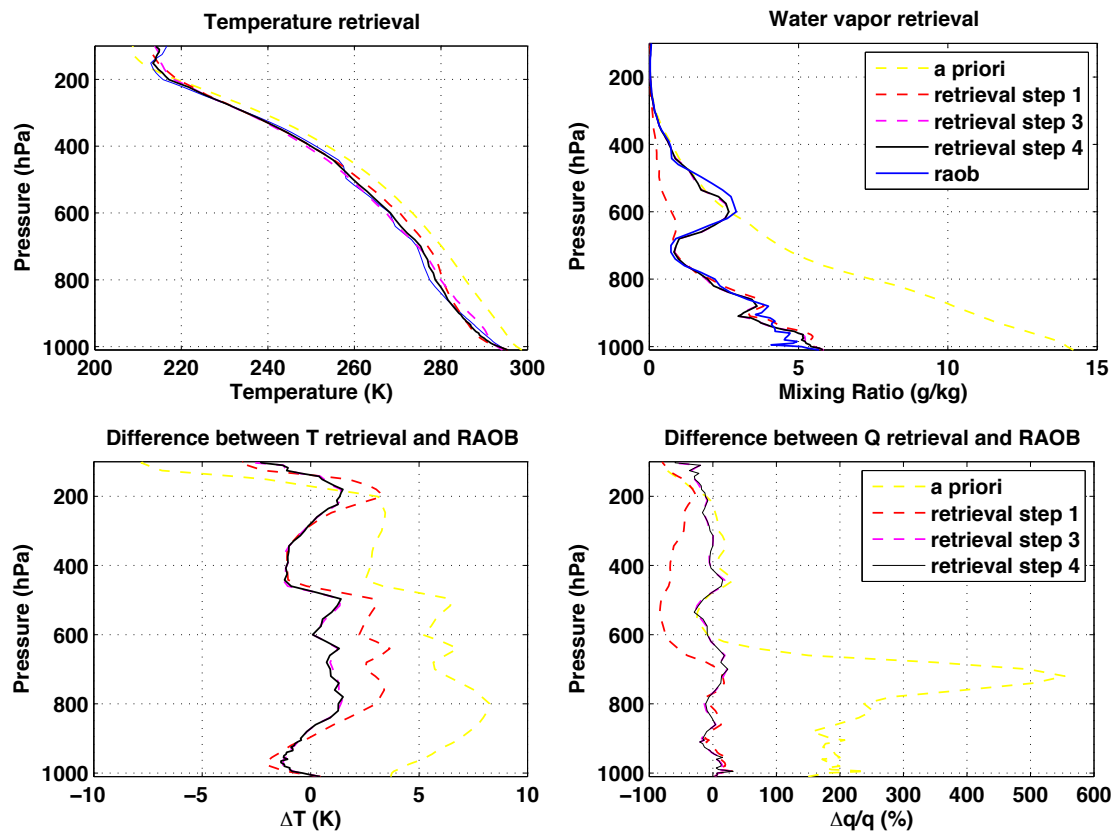 Temperature retrieval
200
400
600
800
1000
Pressure (hPa)
200
220
240
260
280
300
Temperature (K)
Water vapor retrieval
a priori
retrieval step 1
retrieval step 3
retrieval step 4
raob
200
400
600
800
1000
Pressure (hPa)
0
5
10
15
Mixing Ratio (g/kg)
Difference between T retrieval and RAOB
200
400
600
800
1000
Pressure (hPa)
−10
−5
0
5
10
ΔT (K)
Difference between Q retrieval and RAOB
a priori
retrieval step 1
retrieval step 3
retrieval step 4
200
400
600
800
1000
Pressure (hPa)
−100
0
100
200
300
400
500
600
Δq/q (%)